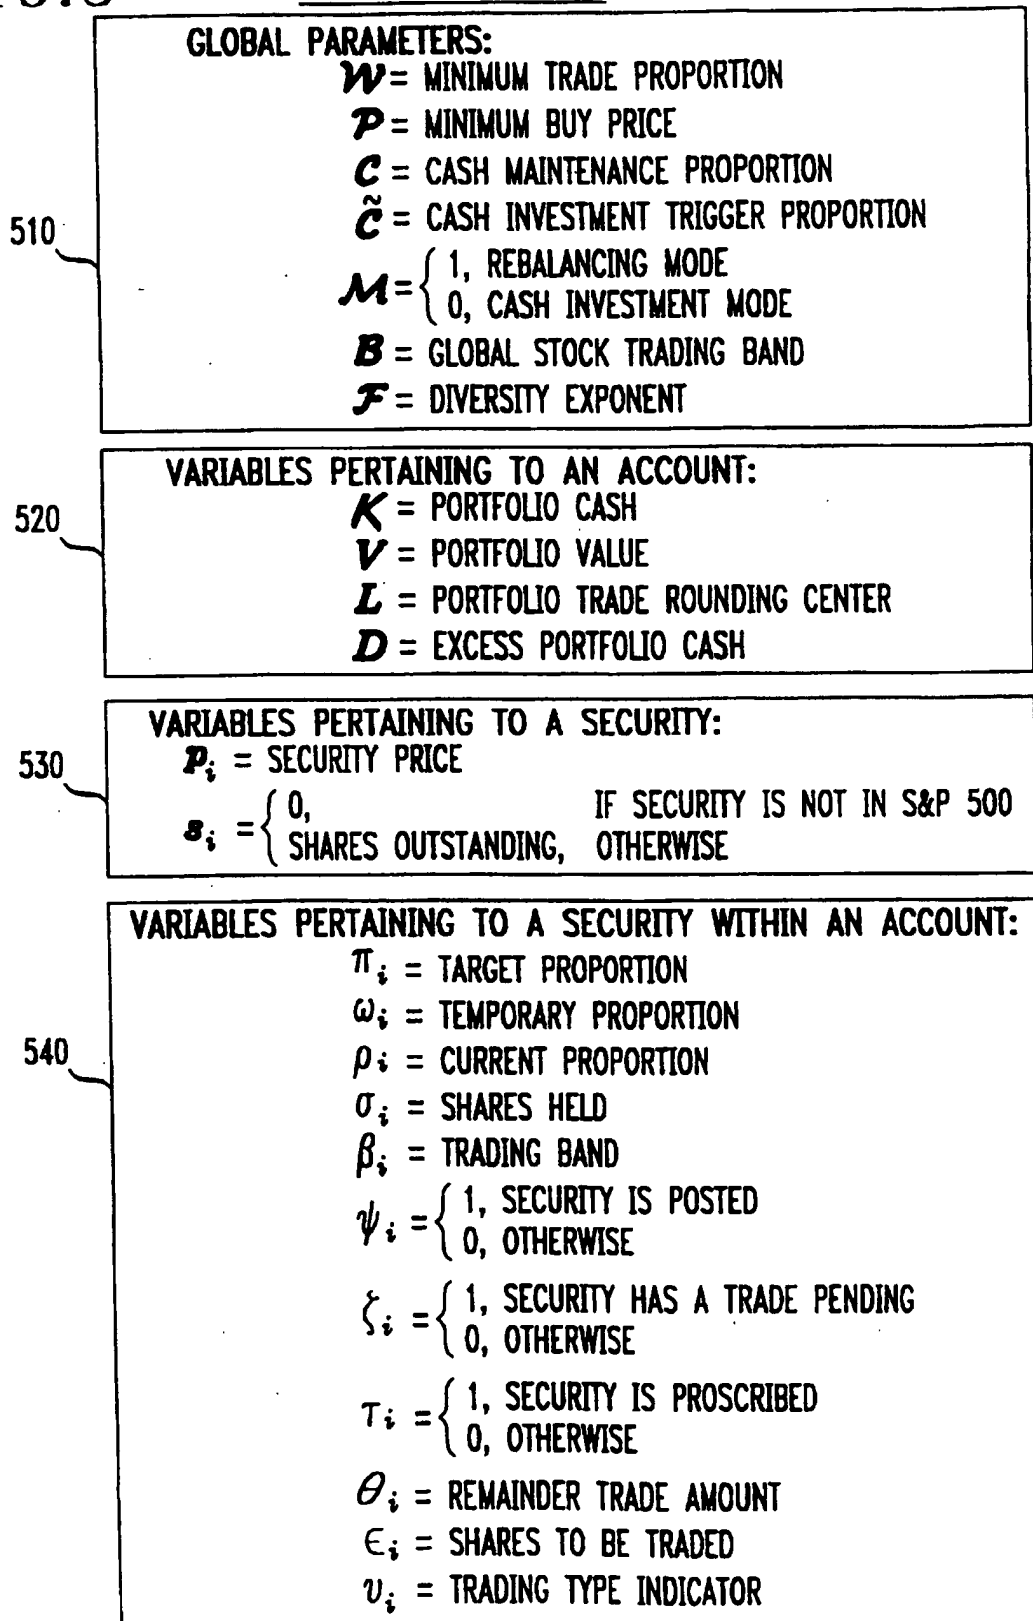 GLOBAL PARAMETERS:
𝒲 = MINIMUM TRADE PROPORTION
𝒫 = MINIMUM BUY PRICE
𝒞 = CASH MAINTENANCE PROPORTION
𝒞̃ = CASH INVESTMENT TRIGGER PROPORTION
510
ℳ = { 1, REBALANCING MODE
0, CASH INVESTMENT MODE
ℬ = GLOBAL STOCK TRADING BAND
ℱ = DIVERSITY EXPONENT
VARIABLES PERTAINING TO AN ACCOUNT:
520
K = PORTFOLIO CASH
V = PORTFOLIO VALUE
L = PORTFOLIO TRADE ROUNDING CENTER
D = EXCESS PORTFOLIO CASH
VARIABLES PERTAINING TO A SECURITY:
530
pᵢ = SECURITY PRICE
sᵢ = { 0, IF SECURITY IS NOT IN S&P 500
SHARES OUTSTANDING, OTHERWISE
VARIABLES PERTAINING TO A SECURITY WITHIN AN ACCOUNT:
πᵢ = TARGET PROPORTION
ωᵢ = TEMPORARY PROPORTION
540
ρᵢ = CURRENT PROPORTION
σᵢ = SHARES HELD
βᵢ = TRADING BAND
ψᵢ = { 1, SECURITY IS POSTED
0, OTHERWISE
ζᵢ = { 1, SECURITY HAS A TRADE PENDING
0, OTHERWISE
τᵢ = { 1, SECURITY IS PROSCRIBED
0, OTHERWISE
θᵢ = REMAINDER TRADE AMOUNT
ϵᵢ = SHARES TO BE TRADED
υᵢ = TRADING TYPE INDICATOR